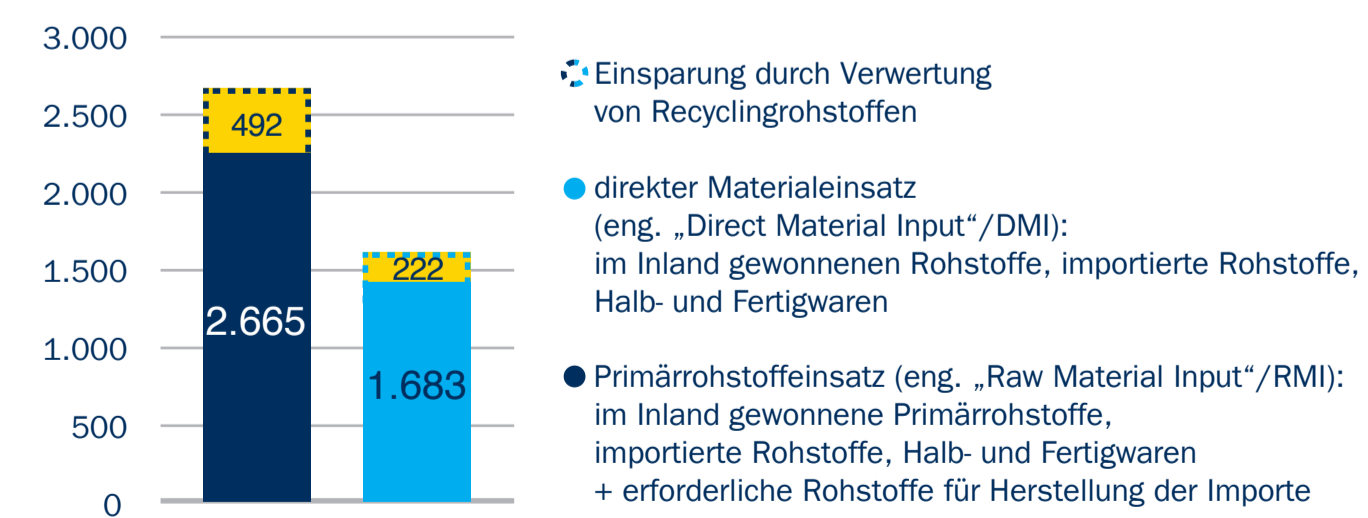 3.000
2.500
2.000
1.500
1.000
500
0
492
2.665
222
1.683
Einsparung durch Verwertung
von Recyclingrohstoffen
direkter Materialeinsatz
(eng. „Direct Material Input“/DMI):
im Inland gewonnenen Rohstoffe, importierte Rohstoffe,
Halb- und Fertigwaren
Primärrohstoffeinsatz (eng. „Raw Material Input“/RMI):
im Inland gewonnene Primärrohstoffe,
importierte Rohstoffe, Halb- und Fertigwaren
+ erforderliche Rohstoffe für Herstellung der Importe